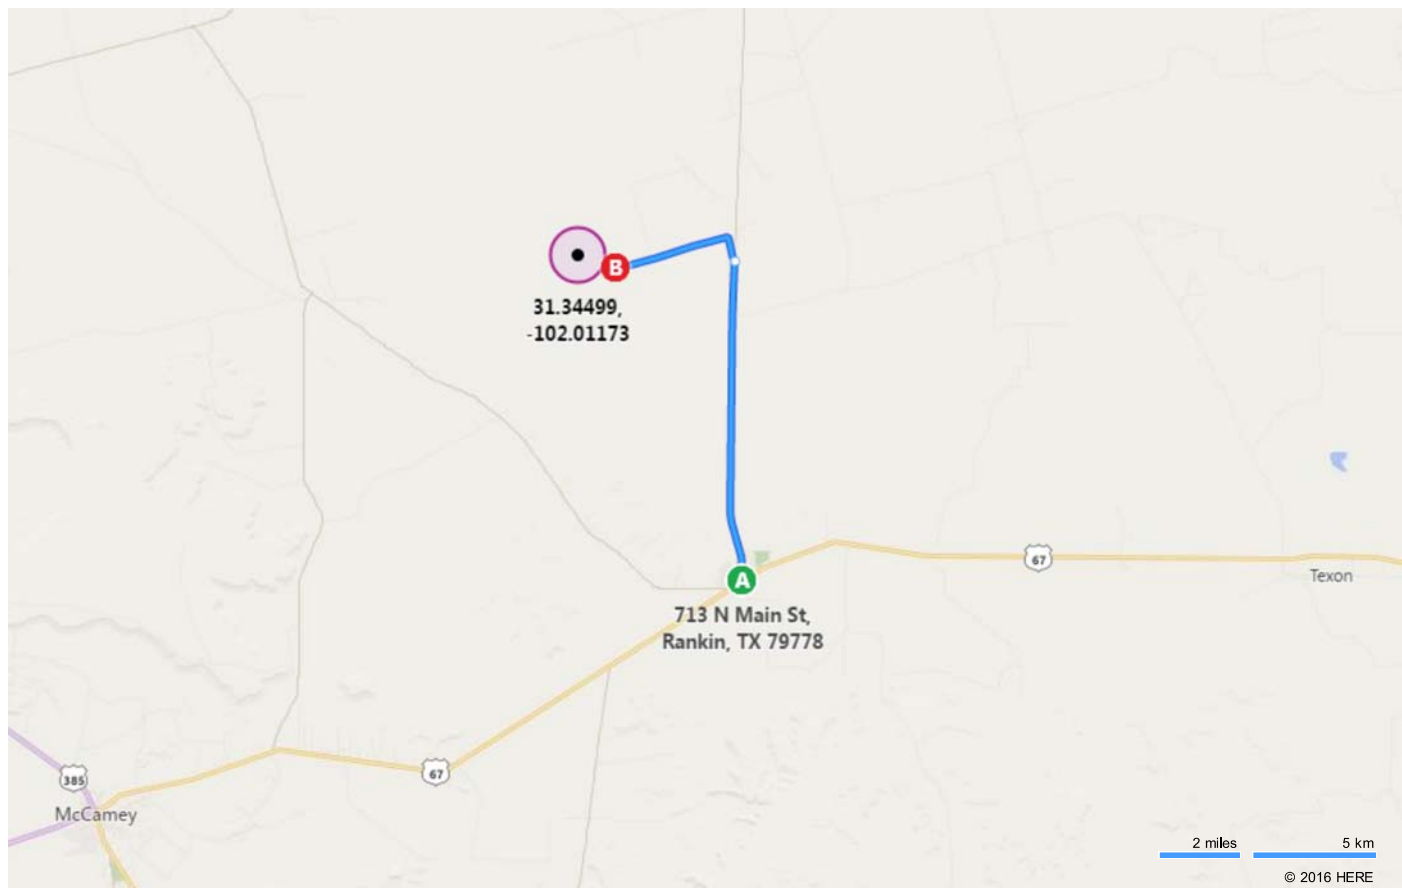 B
31.34499,
-102.01173
67
A
Texon
713 N Main St,
Rankin, TX 79778
67
385
McCamey
2 miles
5 km
© 2016 HERE